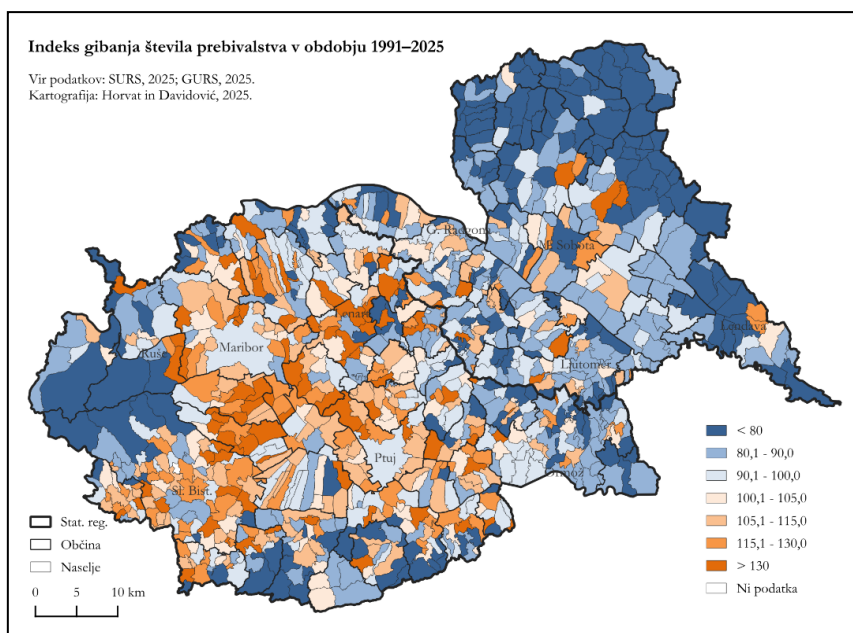 Indeks gibanja števila prebivalstva v obdobju 1991–2025
Vir podatkov: SURS, 2025; GURS, 2025.
Kartografija: Horvat in Davidović, 2025.
G. Radgona
M. Sobota
Lenart
Lendava
Ruše
Maribor
Ljutomer
Ptuj
Ormož
Sl. Bist.
< 80
80,1 - 90,0
90,1 - 100,0
100,1 - 105,0
105,1 - 115,0
115,1 - 130,0
> 130
Ni podatka
Stat. reg.
Občina
Naselje
0 5 10 km